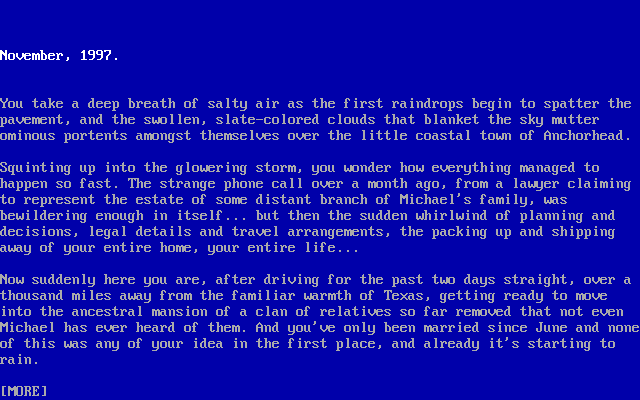 November, 1997.
You take a deep breath of salty air as the first raindrops begin to spatter the
pavement, and the swollen, slate-colored clouds that blanket the sky mutter
ominous portents amongst themselves over the little coastal town of Anchorhead.
Squinting up into the glowering storm, you wonder how everything managed to
happen so fast. The strange phone call over a month ago, from a lawyer claiming
to represent the estate of some distant branch of Michael's family, was
bewildering enough in itself... but then the sudden whirlwind of planning and
decisions, legal details and travel arrangements, the packing up and shipping
away of your entire home, your entire life...
Now suddenly here you are, after driving for the past two days straight, over a
thousand miles away from the familiar warmth of Texas, getting ready to move
into the ancestral mansion of a clan of relatives so far removed that not even
Michael has ever heard of them. And you've only been married since June and none
of this was any of your idea in the first place, and already it's starting to
rain.
[MORE]